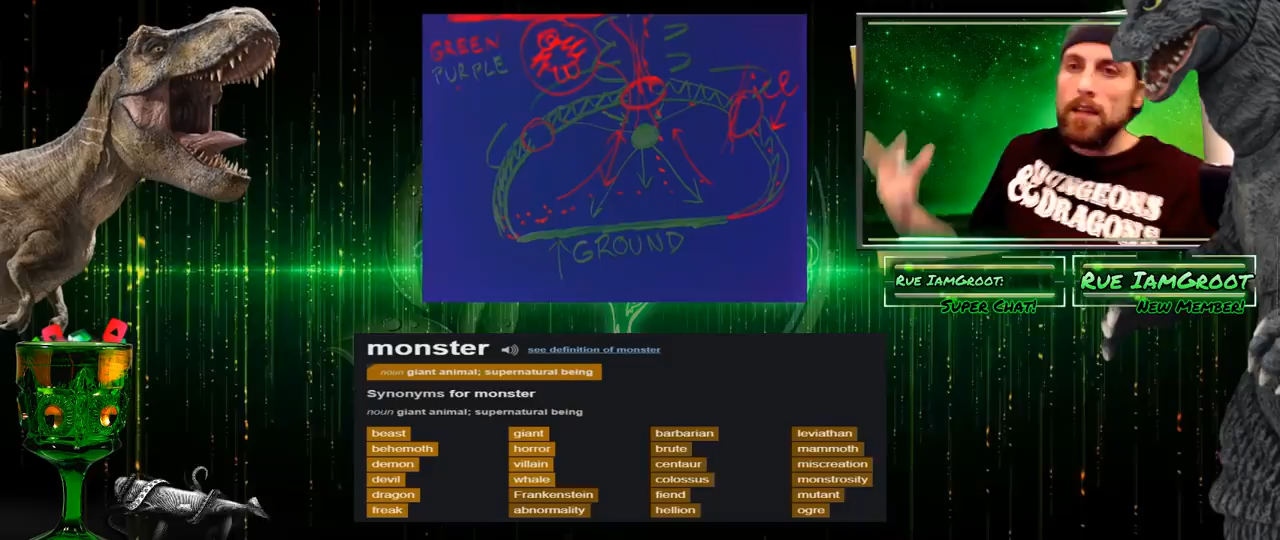 GREEN
PURPLE
ice
GROUND
DUNGEONS
& DRAGONS
RUE IAMGROOT:
SUPER CHAT!
RUE IAMGROOT
NEW MEMBER!
monster see definition of monster
noun giant animal; supernatural being
Synonyms for monster
noun giant animal; supernatural being
beast giant barbarian leviathan
behemoth horror brute mammoth
demon villain centaur miscreation
devil whale colossus monstrosity
dragon Frankenstein fiend mutant
freak abnormality hellion ogre